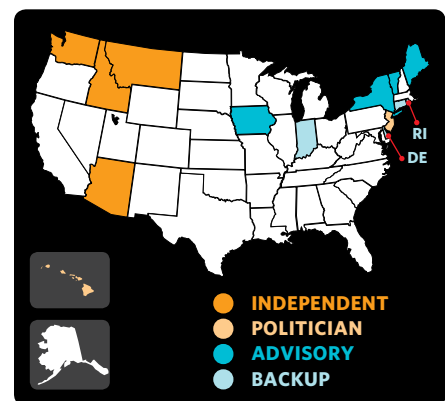 RI
DE
INDEPENDENT
POLITICIAN
ADVISORY
BACKUP